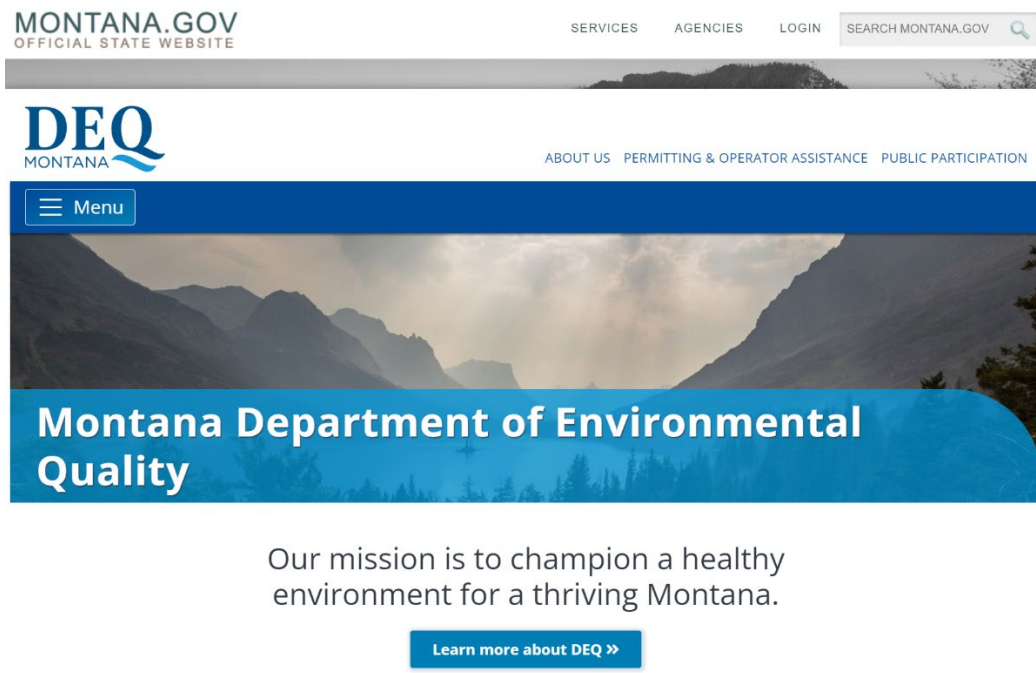 MONTANA.GOV
OFFICIAL STATE WEBSITE
SERVICES AGENCIES LOGIN SEARCH MONTANA.GOV
DEQ
MONTANA
ABOUT US PERMITTING & OPERATOR ASSISTANCE PUBLIC PARTICIPATION
Menu
Montana Department of Environmental
Quality
Our mission is to champion a healthy
environment for a thriving Montana.
Learn more about DEQ »